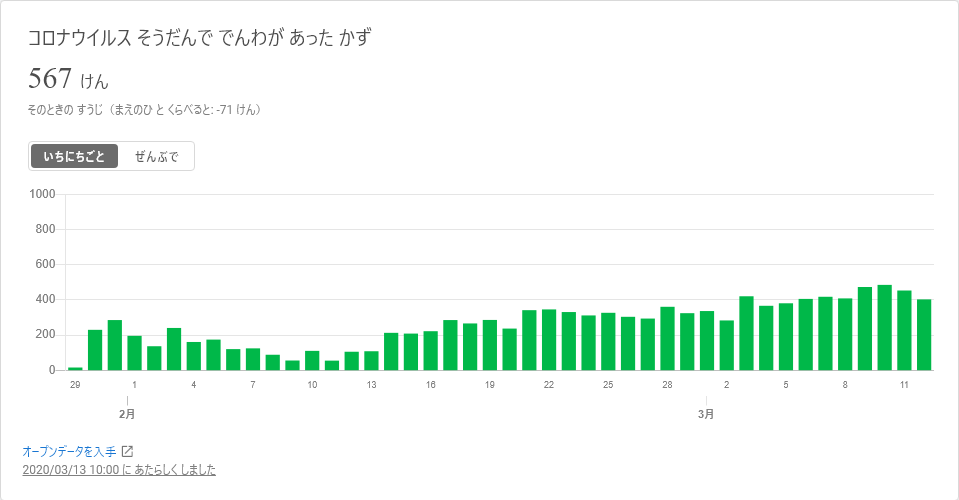 コロナウイルス そうだんで でんわが あった かず
567 けん
そのときの すうじ（まえのひ と くらべると: -71 けん）
いちにちごと ぜんぶで
1000
800
600
400
200
0
29 1 4 7 10 13 16 19 22 25 28 2 5 8 11
2月 3月
オープンデータを入手
2020/03/13 10:00 に あたらしく しました